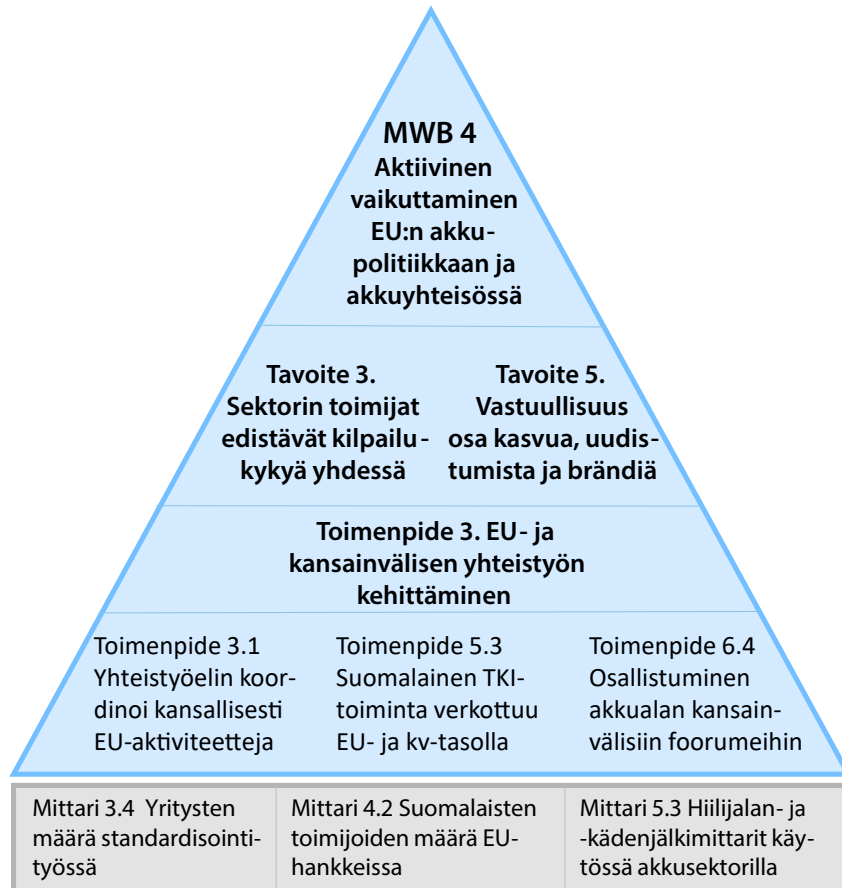 MWB 4
Aktiivinen
vaikuttaminen
EU:n akku-
politiikkaan ja
akkuyhteisössä
Tavoite 3.
Sektorin toimijat
edistävät kilpailu-
kykyä yhdessä
Tavoite 5.
Vastuullisuus
osa kasvua, uudis-
tumista ja brändiä
Toimenpide 3. EU- ja
kansainvälisen yhteistyön
kehittäminen
Toimenpide 3.1
Yhteistyöelin koor-
dinoi kansallisesti
EU-aktiviteetteja
Toimenpide 5.3
Suomalainen TKI-
toiminta verkottuu
EU- ja kv-tasolla
Toimenpide 6.4
Osallistuminen
akkualan kansain-
välisiin foorumeihin
Mittari 3.4 Yritysten
määrä standardisointi-
työssä
Mittari 4.2 Suomalaisten
toimijoiden määrä EU-
hankkeissa
Mittari 5.3 Hiilijalan- ja
-kädenjälkimittarit käy-
tössä akkusektorilla